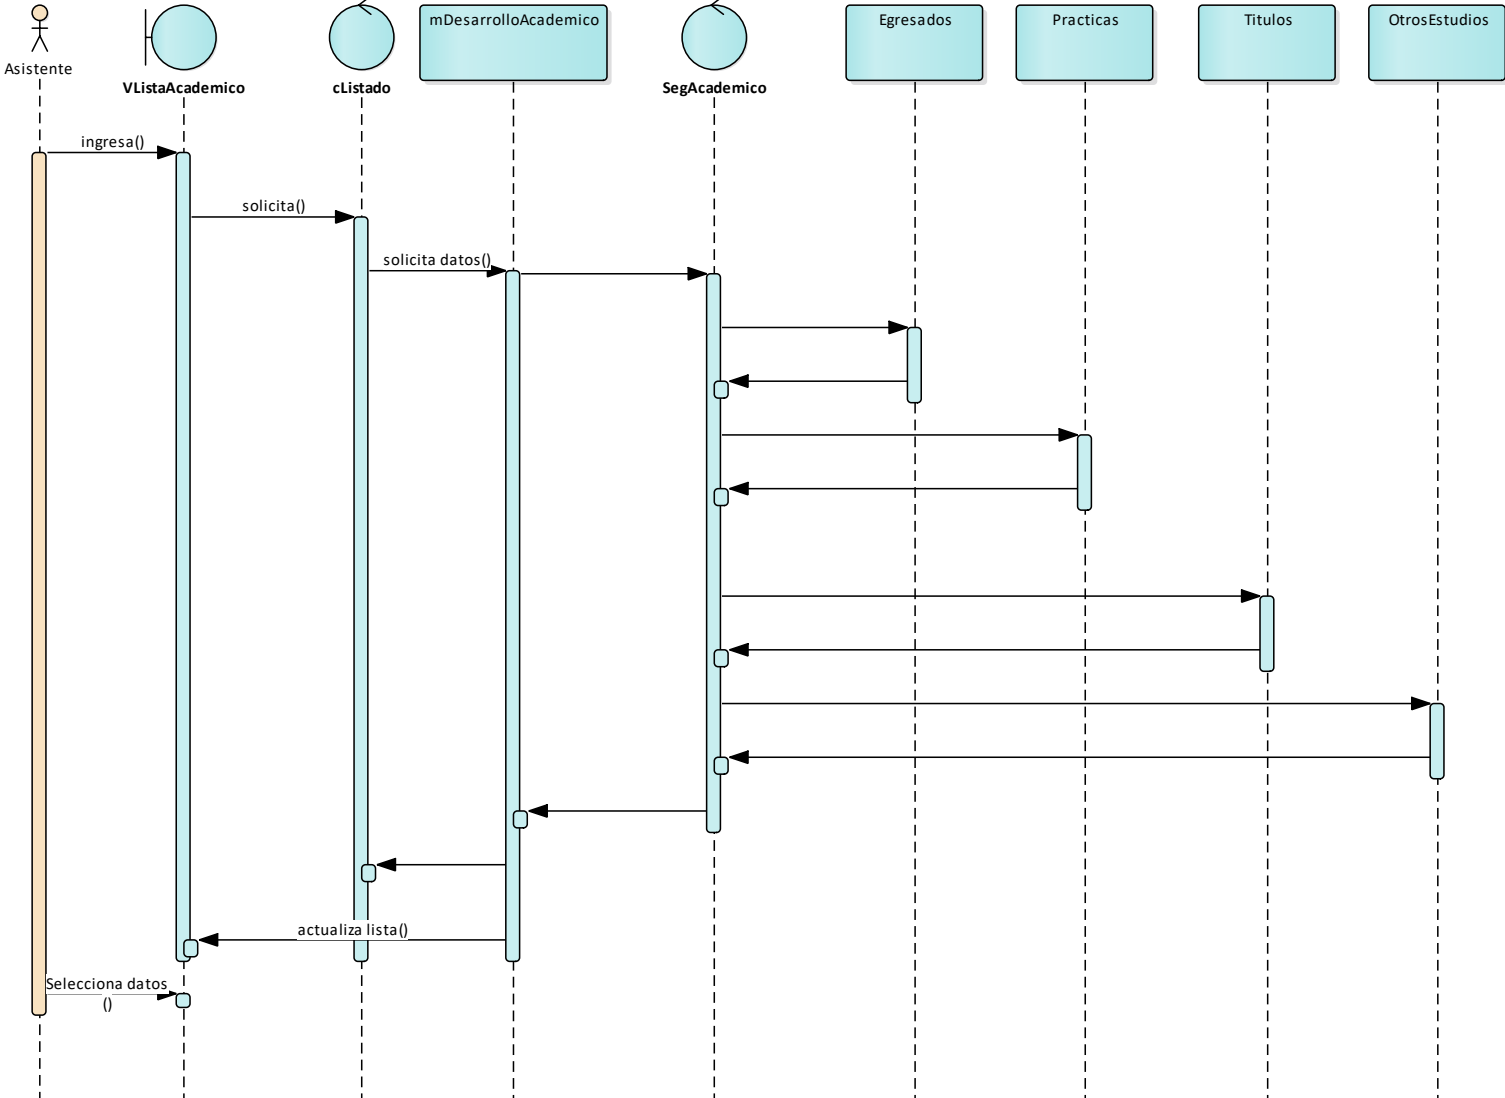 Asistente
VListaAcademico
cListado
mDesarrolloAcademico
SegAcademico
Egresados
Practicas
Titulos
OtrosEstudios
ingresa()
solicita()
solicita datos()
actualiza lista()
Selecciona datos
()